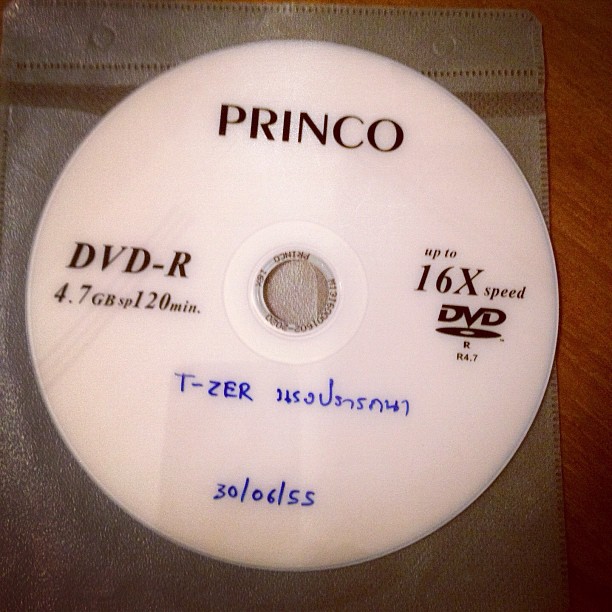 PRINCO
DVD-R
4.7GB sp120min.
up to
16X speed
DVD
R
R4.7
T-ZER แรงปรารถนา
30/06/55